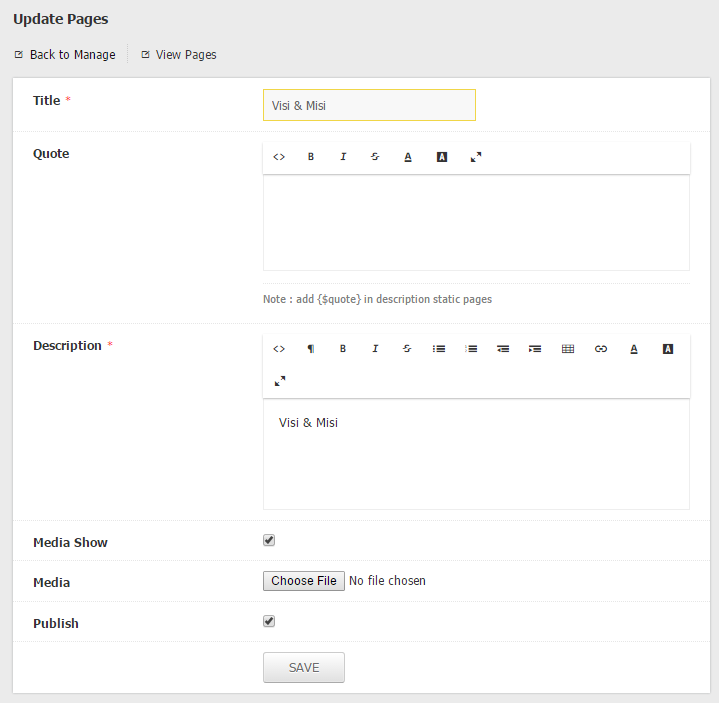 Update Pages
Back to Manage View Pages
Title *
Visi & Misi
Quote
<> B I S A A
Note : add {$quote} in description static pages
Description *
<> ¶ B I S A A
Visi & Misi
Media Show
Media
Choose File No file chosen
Publish
SAVE